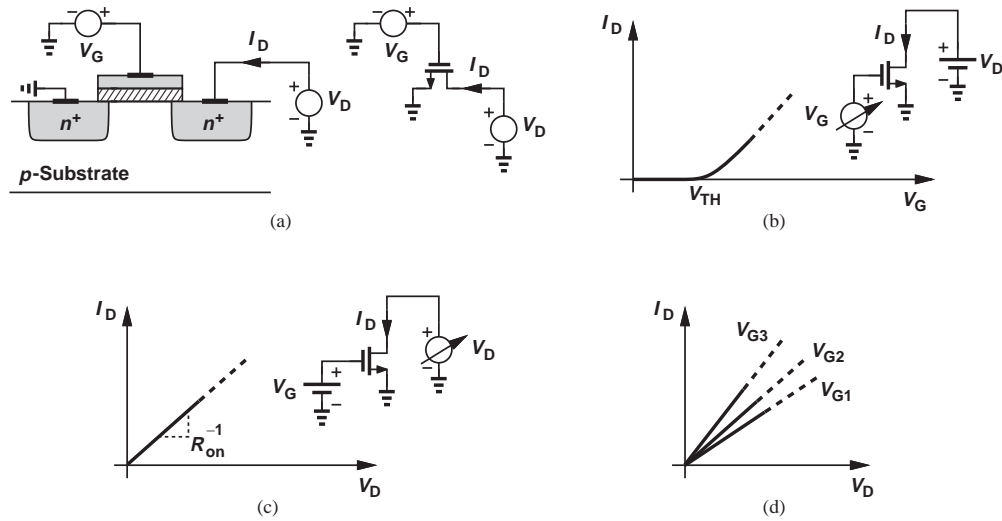 − +
V_G
I_D
+
−
V_D
n+
n+
p-Substrate
− +
V_G
I_D
+
−
V_D
(a)
I_D
V_TH
V_G
I_D
+
−
V_D
V_G
+
−
(b)
I_D
R_on^−1
V_D
I_D
V_G
+
−
+
−
V_D
(c)
I_D
V_G3
V_G2
V_G1
V_D
(d)